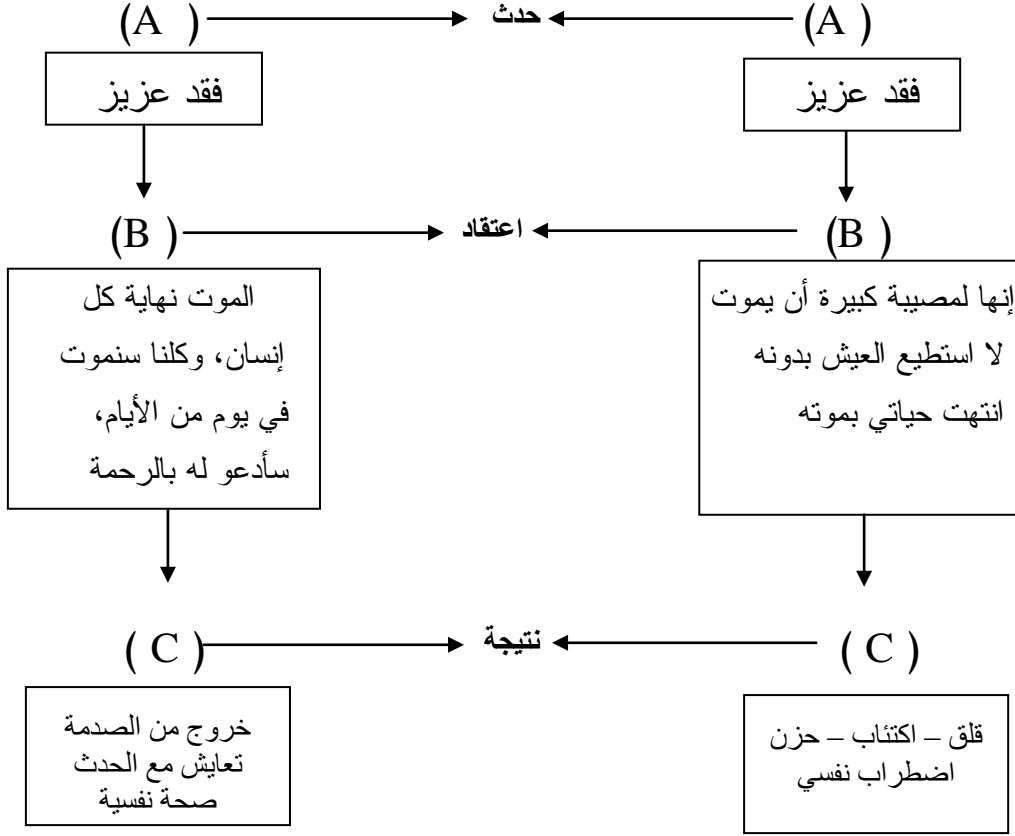 (A ) حدث (A )
فقد عزيز
فقد عزيز
(B ) اعتقاد (B )
إنها لمصيبة كبيرة أن يموت
لا استطيع العيش بدونه
انتهت حياتي بموته
الموت نهاية كل
إنسان، وكلنا سنموت
في يوم من الأيام،
سأدعو له بالرحمة
( C ) نتيجة ( C )
قلق – اكتئاب – حزن
اضطراب نفسي
خروج من الصدمة
تعايش مع الحدث
صحة نفسية